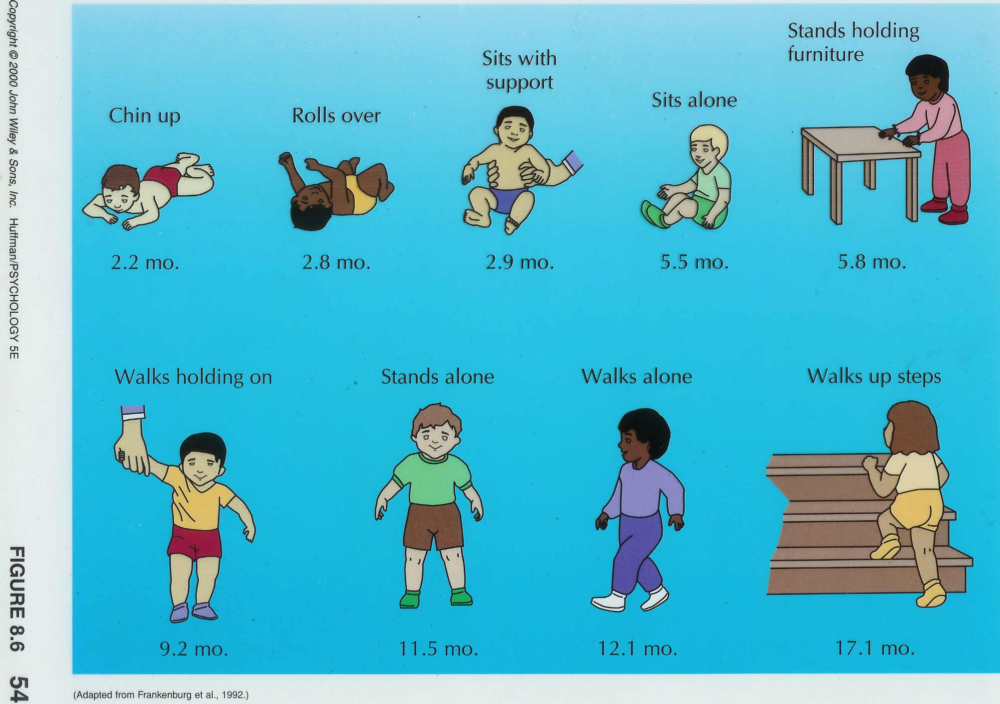 Stands holding
furniture
Sits with
support
Sits alone
Chin up
Rolls over
2.2 mo.
2.8 mo.
2.9 mo.
5.5 mo.
5.8 mo.
Walks holding on
Stands alone
Walks alone
Walks up steps
9.2 mo.
11.5 mo.
12.1 mo.
17.1 mo.
(Adapted from Frankenburg et al., 1992.)
Copyright © 2000 John Wiley & Sons, Inc. Huffman/PSYCHOLOGY 5E
FIGURE 8.6 54